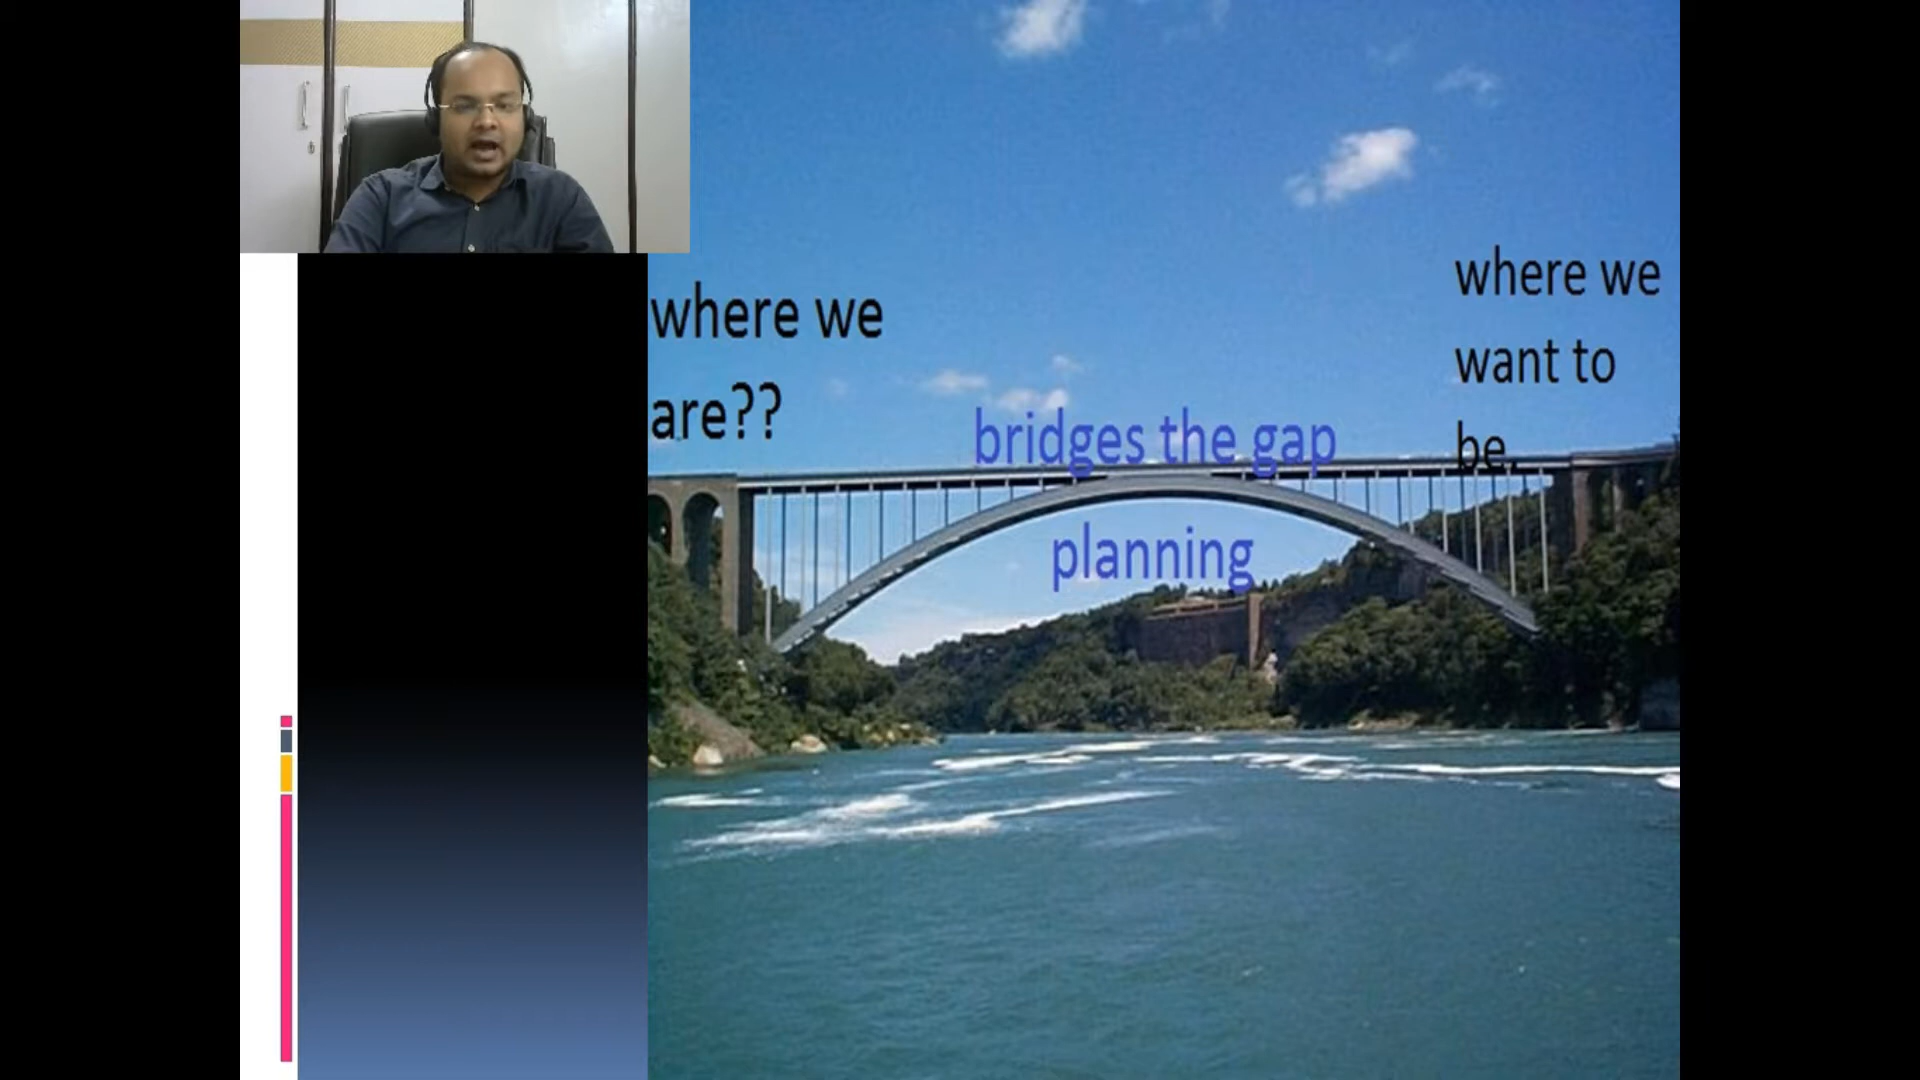 where we
are??
bridges the gap
planning
where we
want to
be.